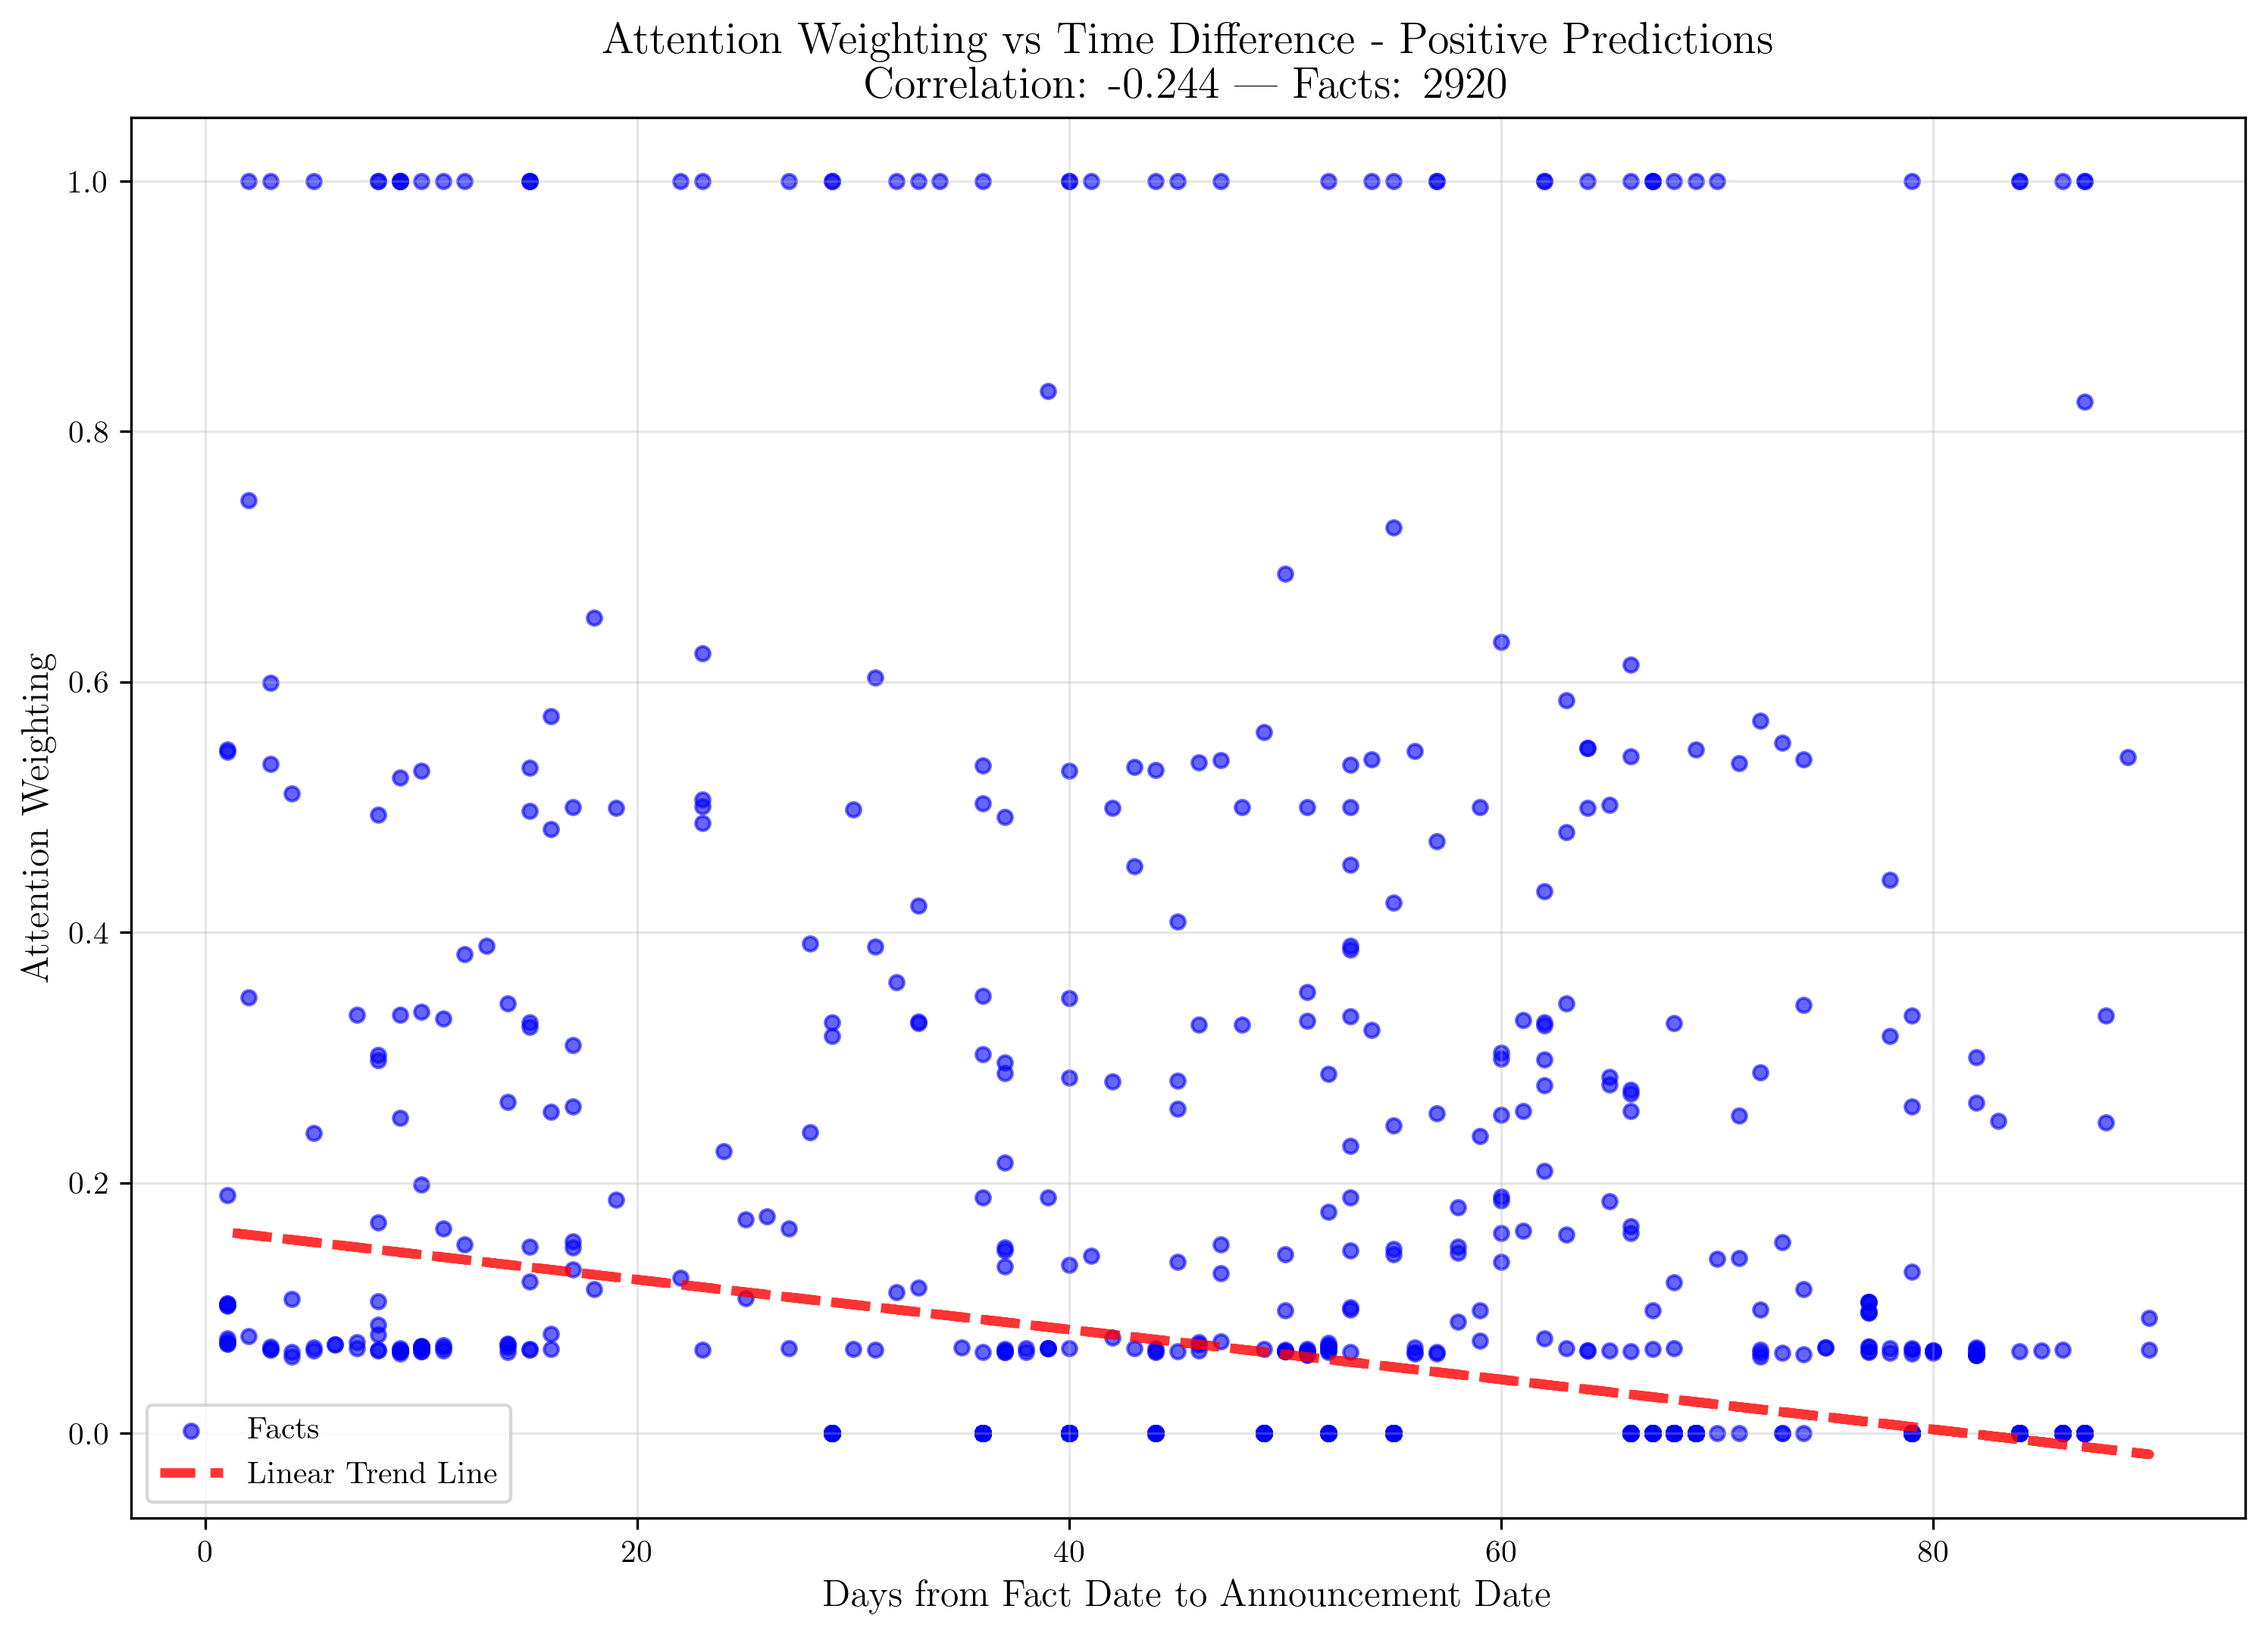 Attention Weighting vs Time Difference - Positive Predictions
Correlation: -0.244 — Facts: 2920
Attention Weighting
1.0
0.8
0.6
0.4
0.2
0.0
Facts
Linear Trend Line
0 20 40 60 80
Days from Fact Date to Announcement Date